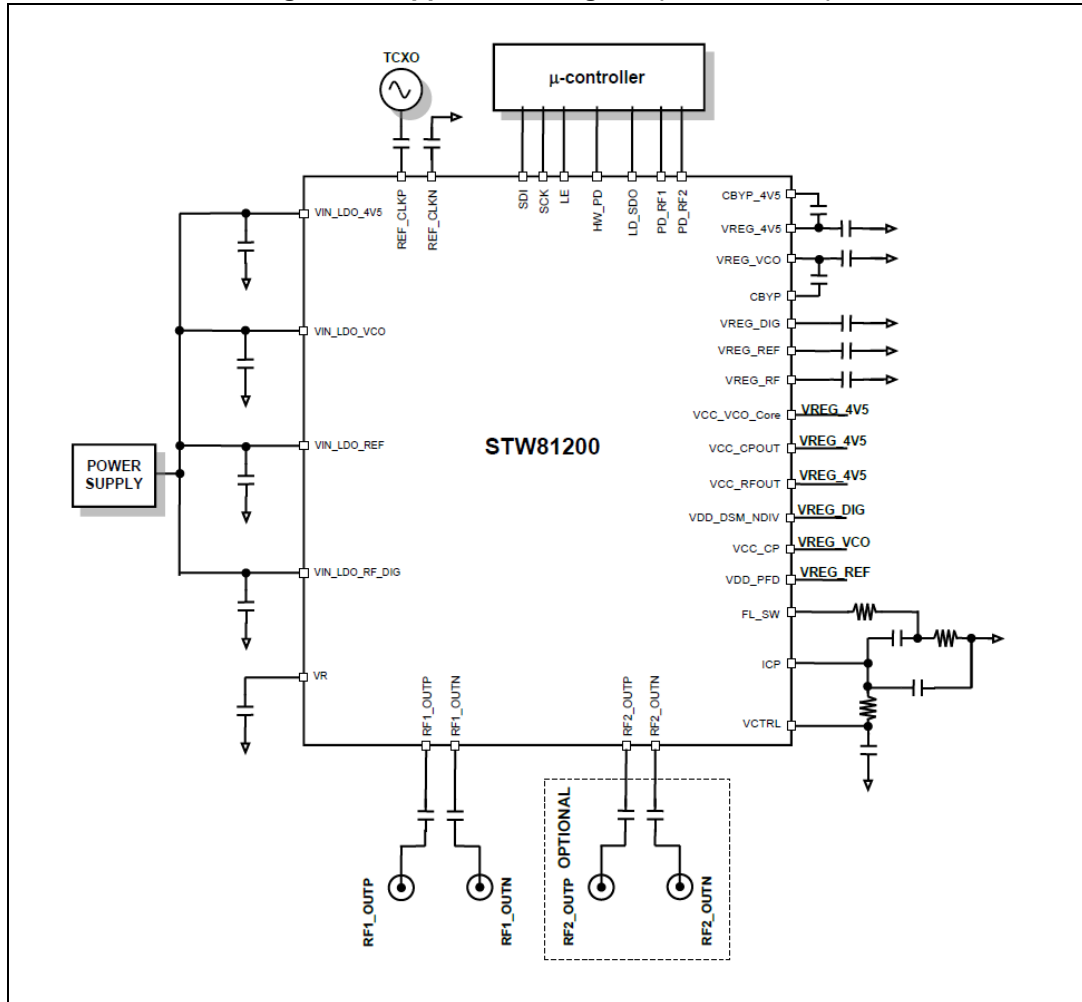 TCXO
μ-controller
REF_CLKP
REF_CLKN
SDI
SCK
LE
HW_PD
LD_SDO
PD_RF1
PD_RF2
VIN_LDO_4V5
VIN_LDO_VCO
VIN_LDO_REF
VIN_LDO_RF_DIG
VR
POWER
SUPPLY
STW81200
CBYP_4V5
VREG_4V5
VREG_VCO
CBYP
VREG_DIG
VREG_REF
VREG_RF
VCC_VCO_Core VREG_4V5
VCC_CPOUT VREG_4V5
VCC_RFOUT VREG_4V5
VDD_DSM_NDIV VREG_DIG
VCC_CP VREG_VCO
VDD_PFD VREG_REF
FL_SW
ICP
VCTRL
RF1_OUTP
RF1_OUTN
RF2_OUTP
RF2_OUTN
OPTIONAL
RF1_OUTP
RF1_OUTN
RF2_OUTP
RF2_OUTN